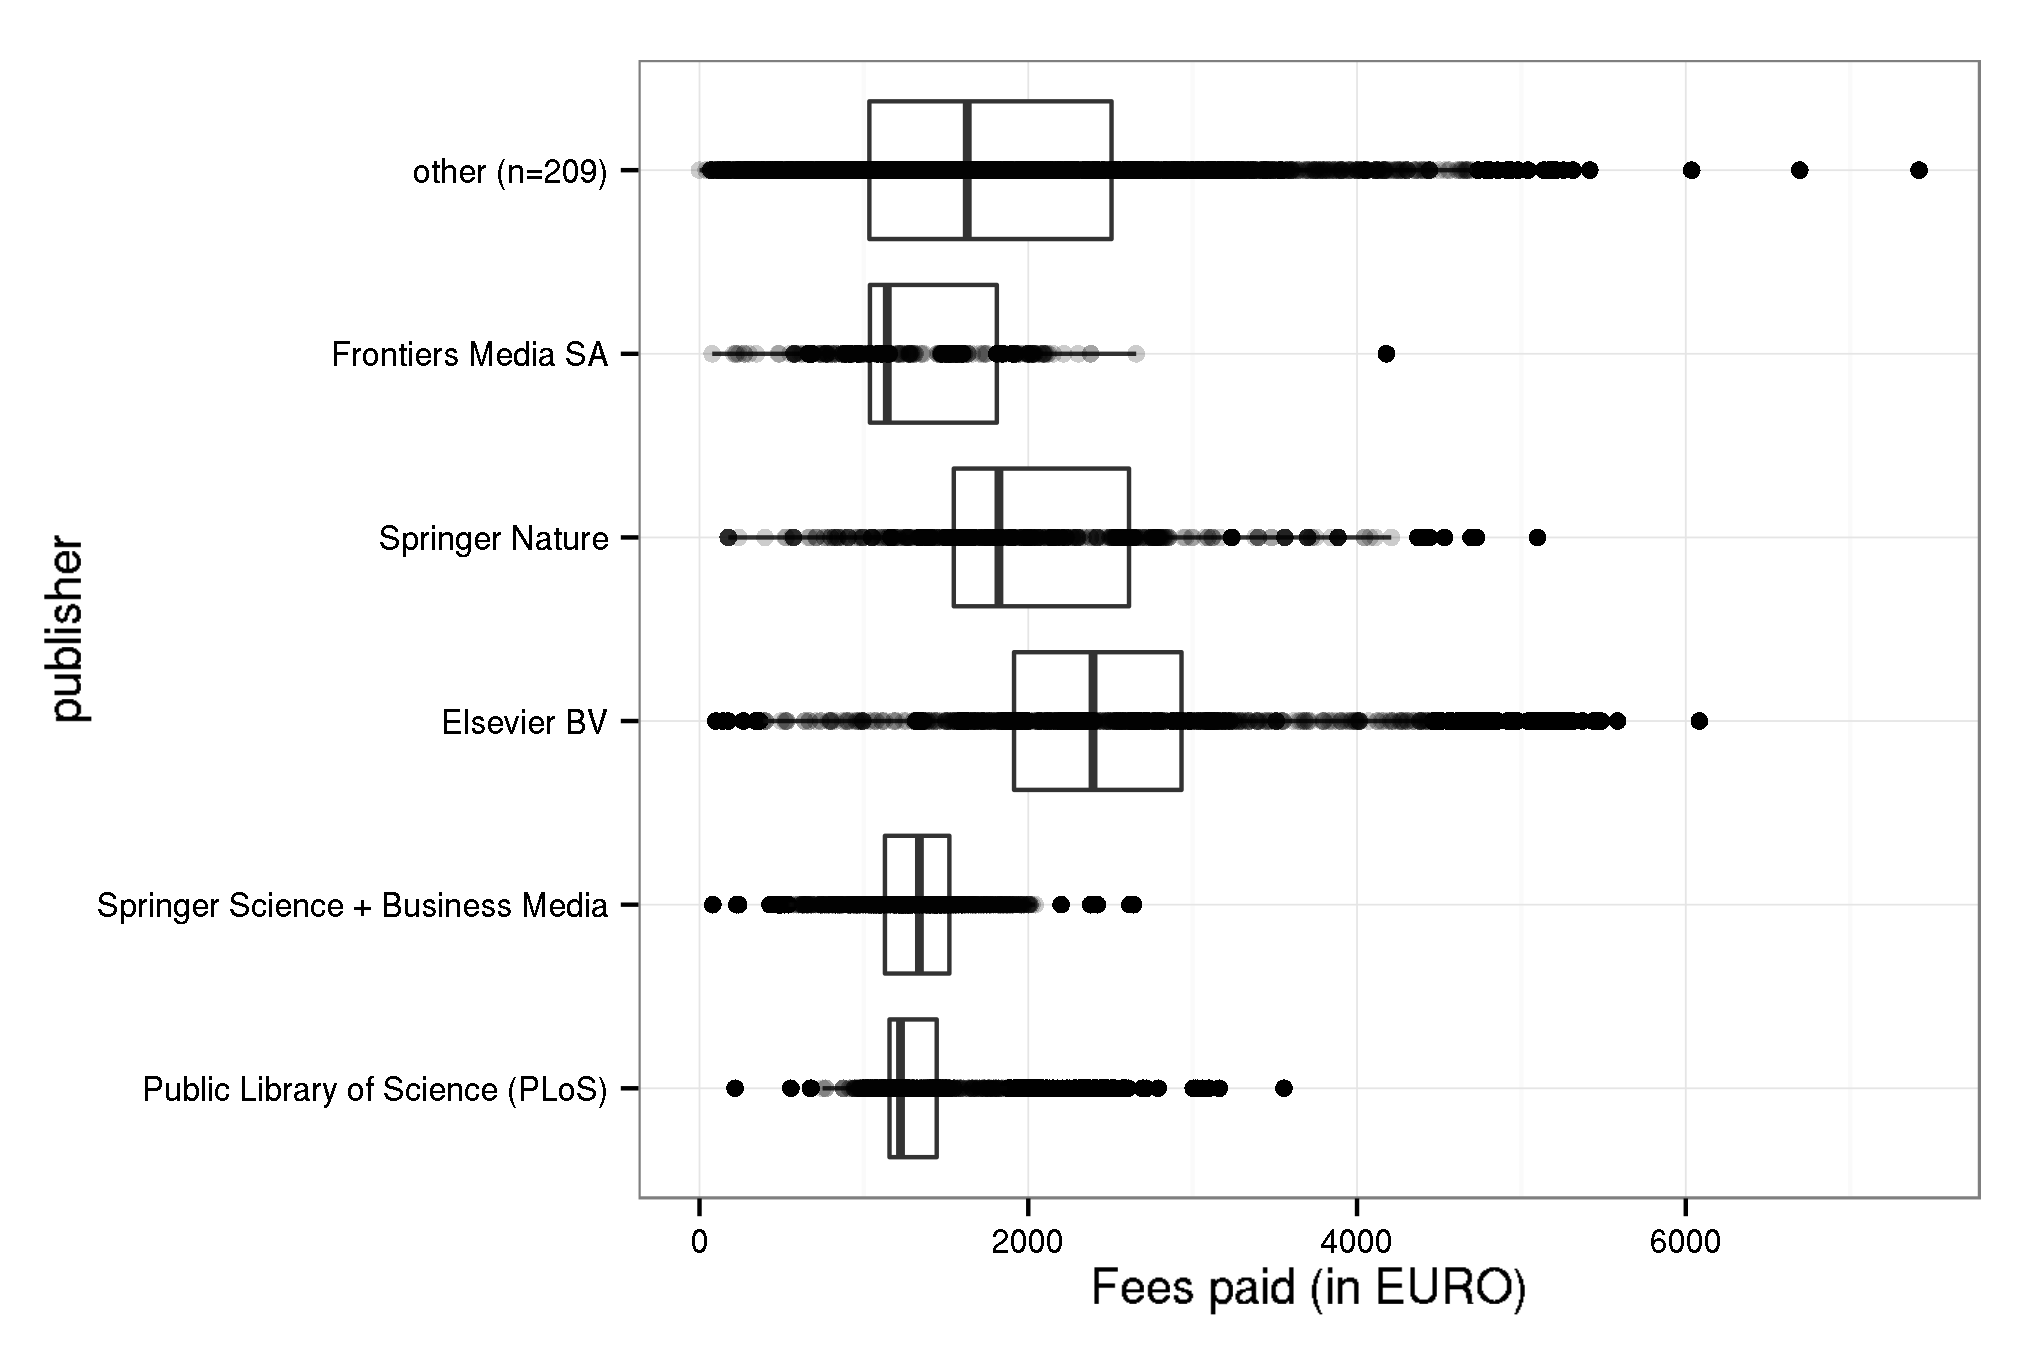 publisher
other (n=209)
Frontiers Media SA
Springer Nature
Elsevier BV
Springer Science + Business Media
Public Library of Science (PLoS)
0 2000 4000 6000
Fees paid (in EURO)